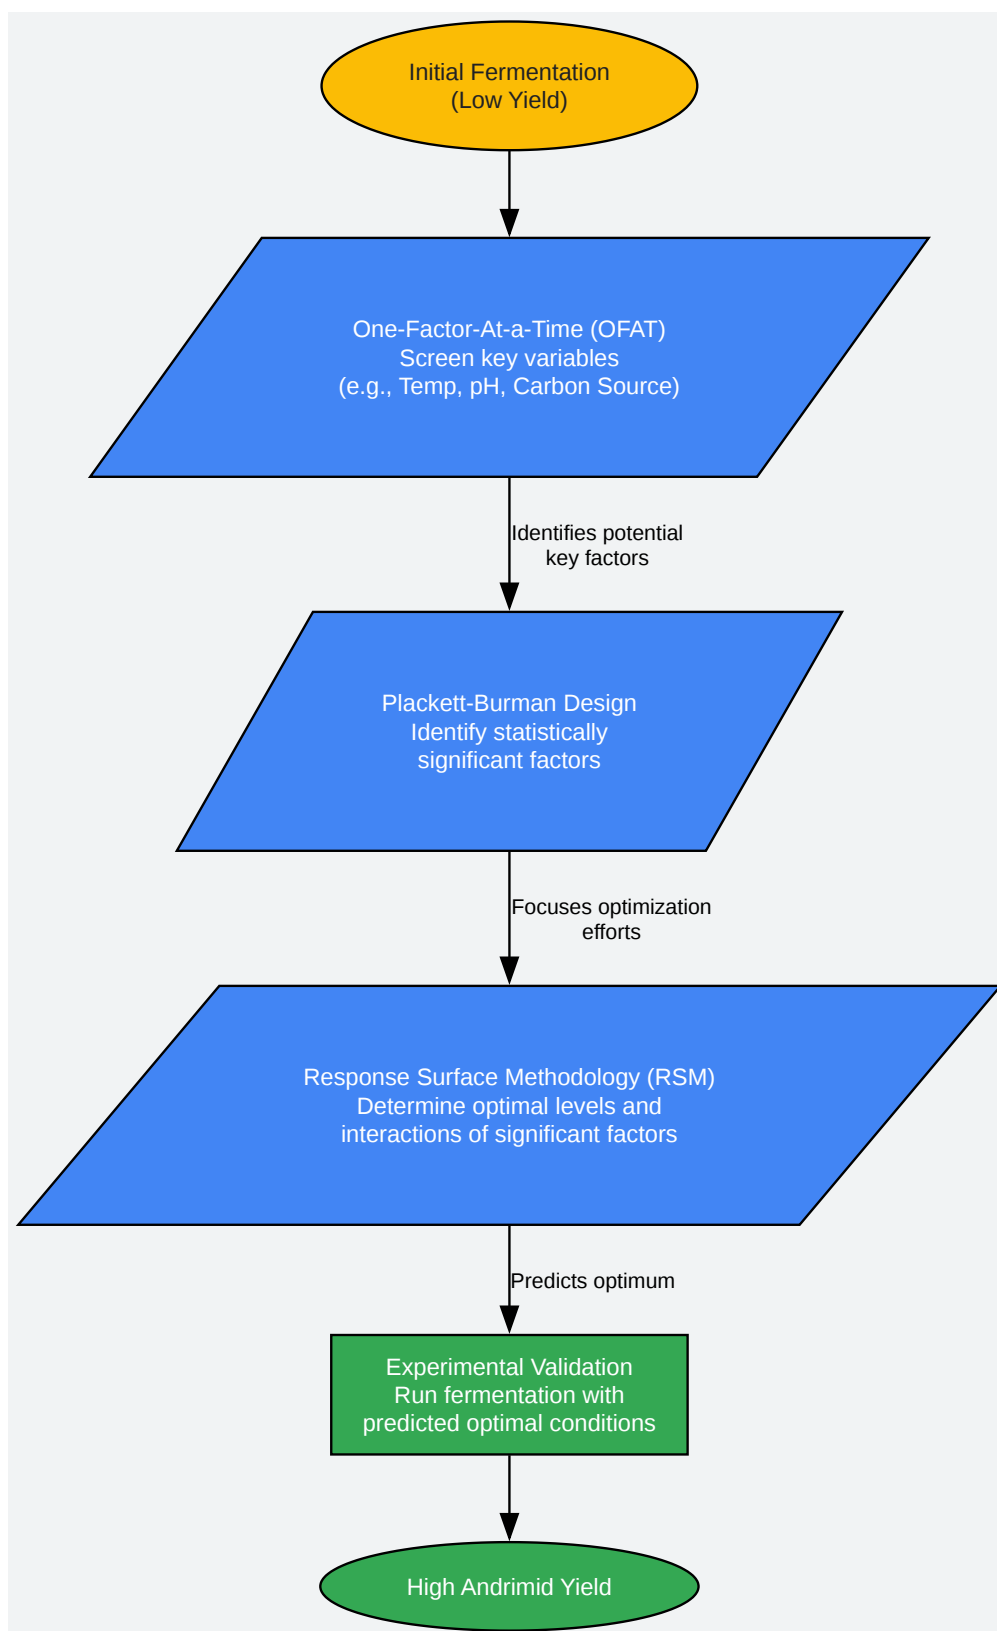 Initial Fermentation
(Low Yield)
One-Factor-At-a-Time (OFAT)
Screen key variables
(e.g., Temp, pH, Carbon Source)
Identifies potential
key factors
Plackett-Burman Design
Identify statistically
significant factors
Focuses optimization
efforts
Response Surface Methodology (RSM)
Determine optimal levels and
interactions of significant factors
Predicts optimum
Experimental Validation
Run fermentation with
predicted optimal conditions
High Andrimid Yield